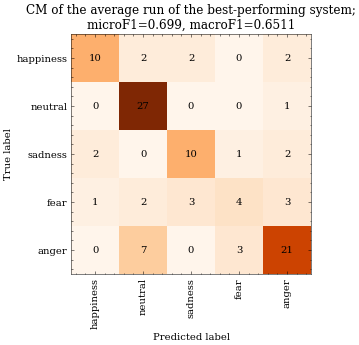 CM of the average run of the best-performing system;
microF1=0.699, macroF1=0.6511
True label
happiness 10 2 2 0 2
neutral 0 27 0 0 1
sadness 2 0 10 1 2
fear 1 2 3 4 3
anger 0 7 0 3 21
happiness neutral sadness fear anger
Predicted label